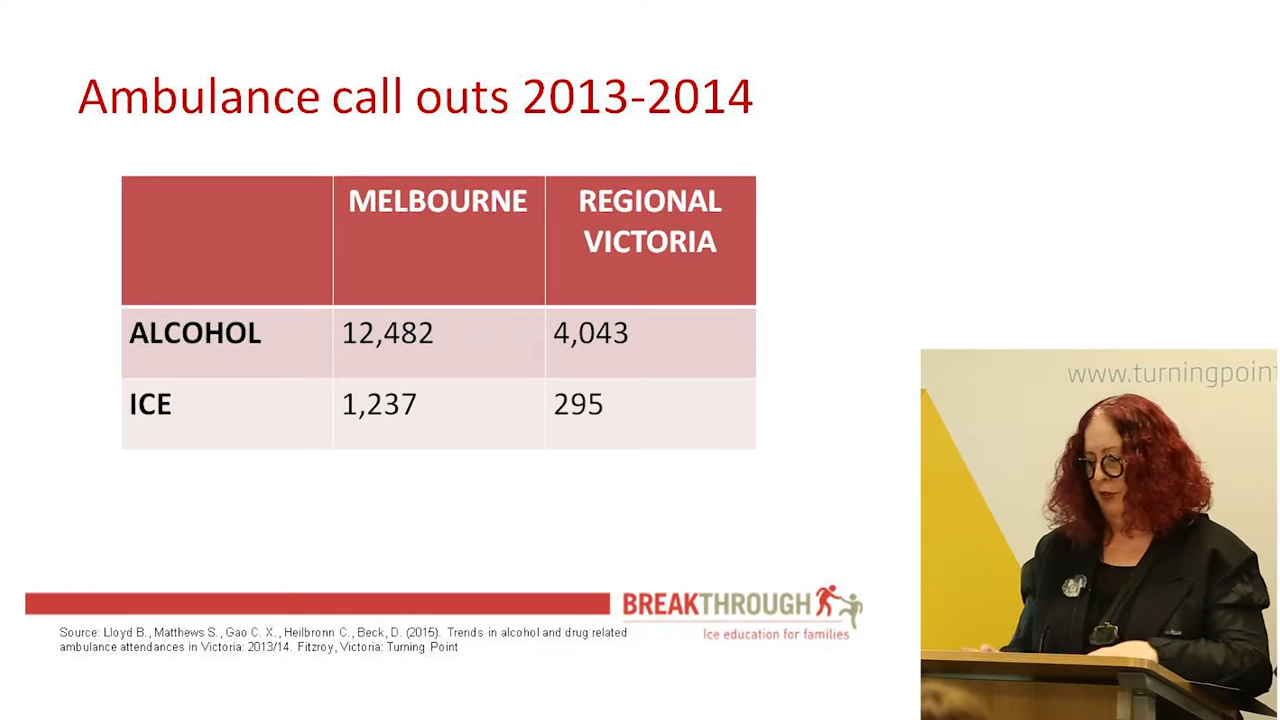 Ambulance call outs 2013-2014
MELBOURNE
REGIONAL
VICTORIA
ALCOHOL
12,482
4,043
ICE
1,237
295
www.turningpoint
BREAKTHROUGH
Ice education for families
Source: Lloyd B., Matthews S., Gao C. X., Heilbronn C., Beck, D. (2015). Trends in alcohol and drug related
ambulance attendances in Victoria: 2013/14. Fitzroy, Victoria: Turning Point